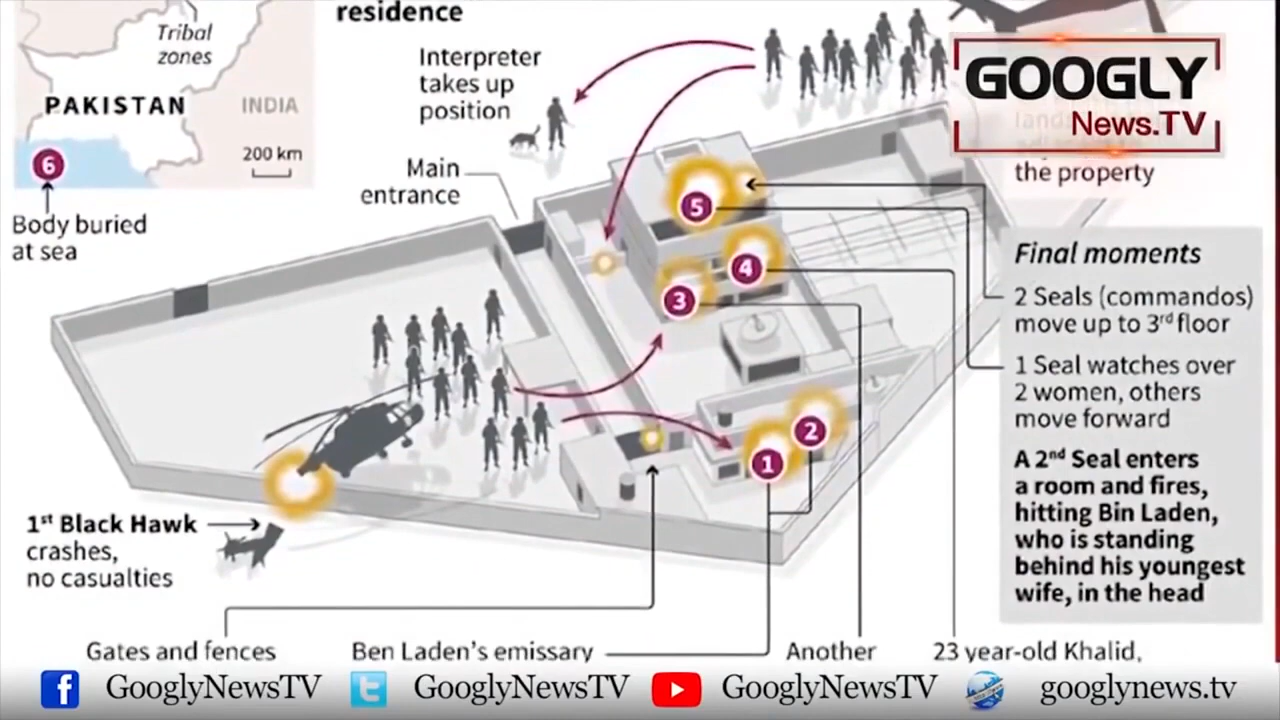 residence
Tribal
zones
PAKISTAN
INDIA
200 km
6
Body buried
at sea
Interpreter
takes up
position
Main
entrance
GOOGLY
News.TV
the property
5
4
3
2
1
Final moments
2 Seals (commandos)
move up to 3rd floor
1 Seal watches over
2 women, others
move forward
A 2nd Seal enters
a room and fires,
hitting Bin Laden,
who is standing
behind his youngest
wife, in the head
1st Black Hawk
crashes,
no casualties
Gates and fences
Ben Laden's emissary
Another
23 year-old Khalid,
GooglyNewsTV
GooglyNewsTV
GooglyNewsTV
googlynews.tv